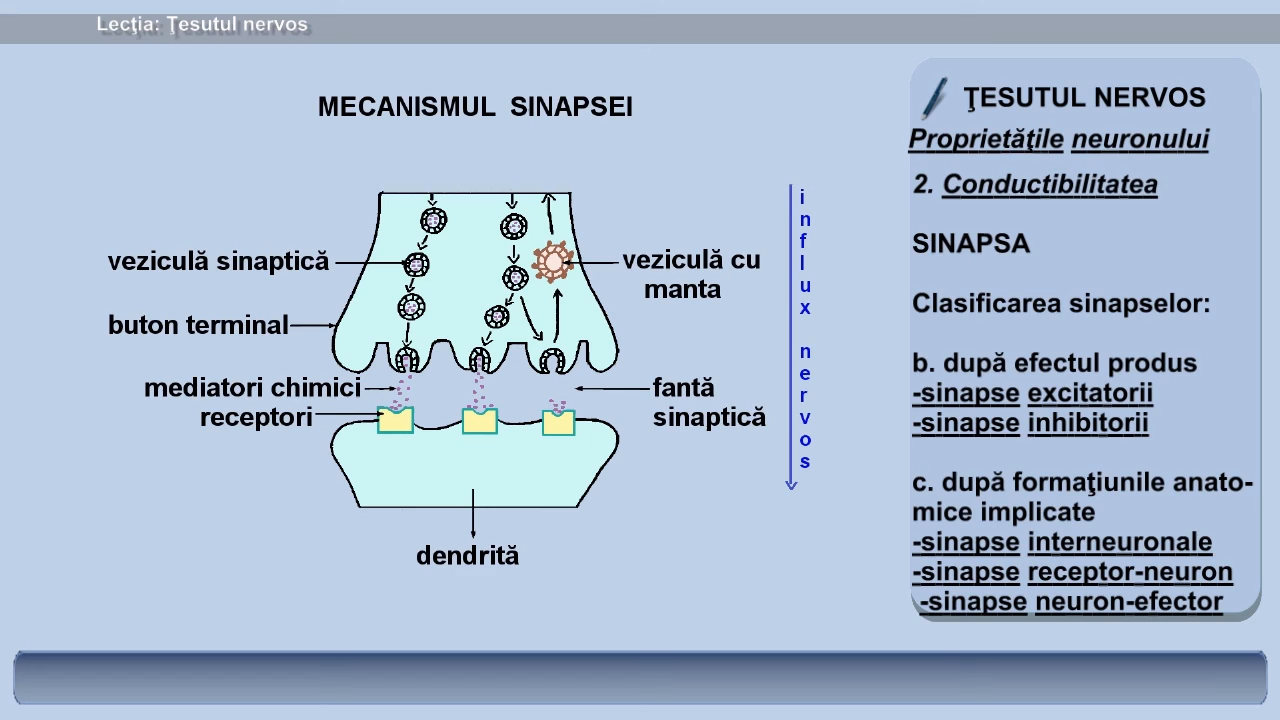 Lecţia: Ţesutul nervos
MECANISMUL SINAPSEI
veziculă sinaptică
buton terminal
mediatori chimici
receptori
veziculă cu
manta
fantă
sinaptică
dendrită
influx nervos
ŢESUTUL NERVOS
Proprietăţile neuronului
2. Conductibilitatea
SINAPSA
Clasificarea sinapselor:
b. după efectul produs
-sinapse excitatorii
-sinapse inhibitorii
c. după formaţiunile anato-
mice implicate
-sinapse interneuronale
-sinapse receptor-neuron
-sinapse neuron-efector